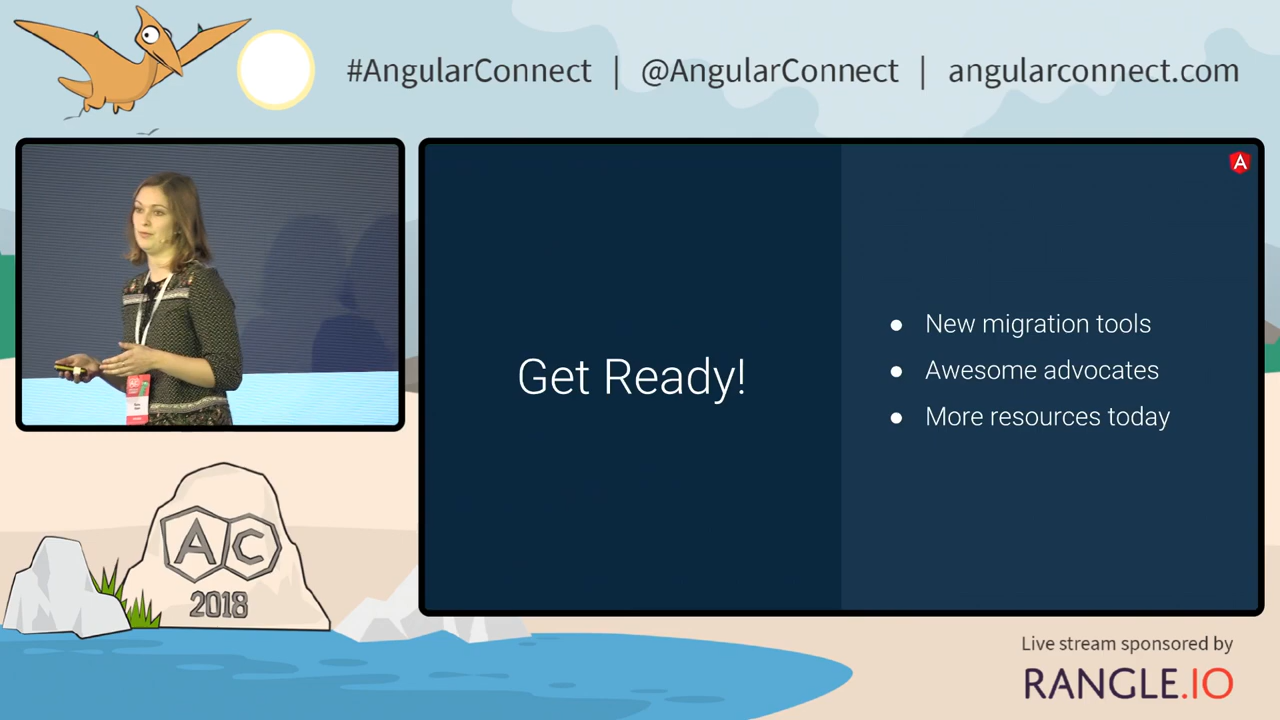 #AngularConnect | @AngularConnect | angularconnect.com
Get Ready!
● New migration tools
● Awesome advocates
● More resources today
AC
2018
Live stream sponsored by
RANGLE.IO